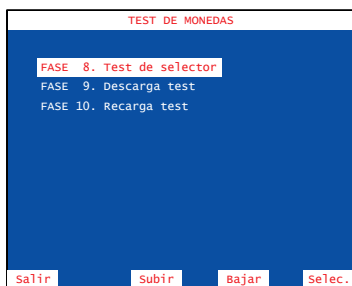 TEST DE MONEDAS
FASE 8. Test de selector
FASE 9. Descarga test
FASE 10. Recarga test
Salir Subir Bajar Selec.